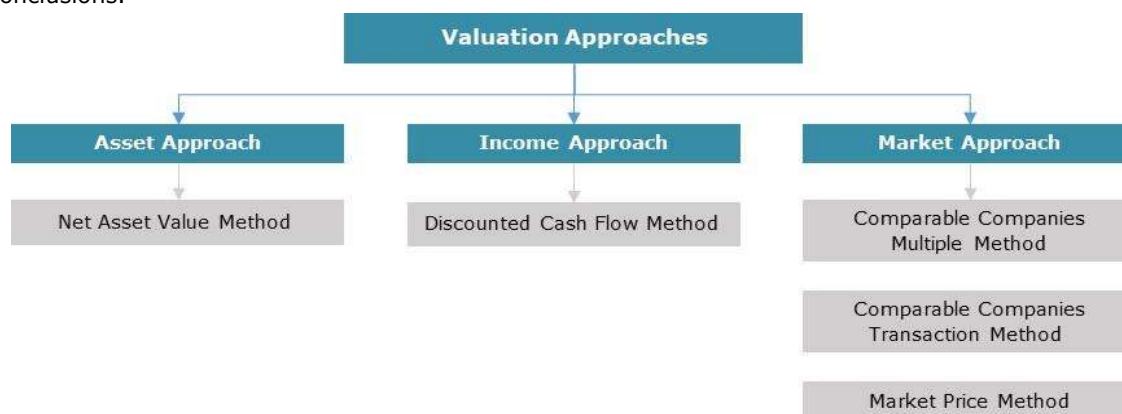 onclusions.
Valuation Approaches
Asset Approach
Income Approach
Market Approach
Net Asset Value Method
Discounted Cash Flow Method
Comparable Companies
Multiple Method
Comparable Companies
Transaction Method
Market Price Method